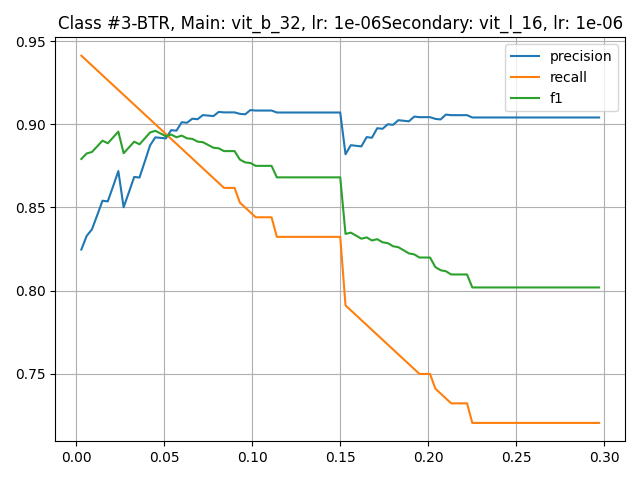 Class #3-BTR, Main: vit_b_32, lr: 1e-06Secondary: vit_l_16, lr: 1e-06
0.95
0.90
0.85
0.80
0.75
precision
recall
f1
0.00 0.05 0.10 0.15 0.20 0.25 0.30